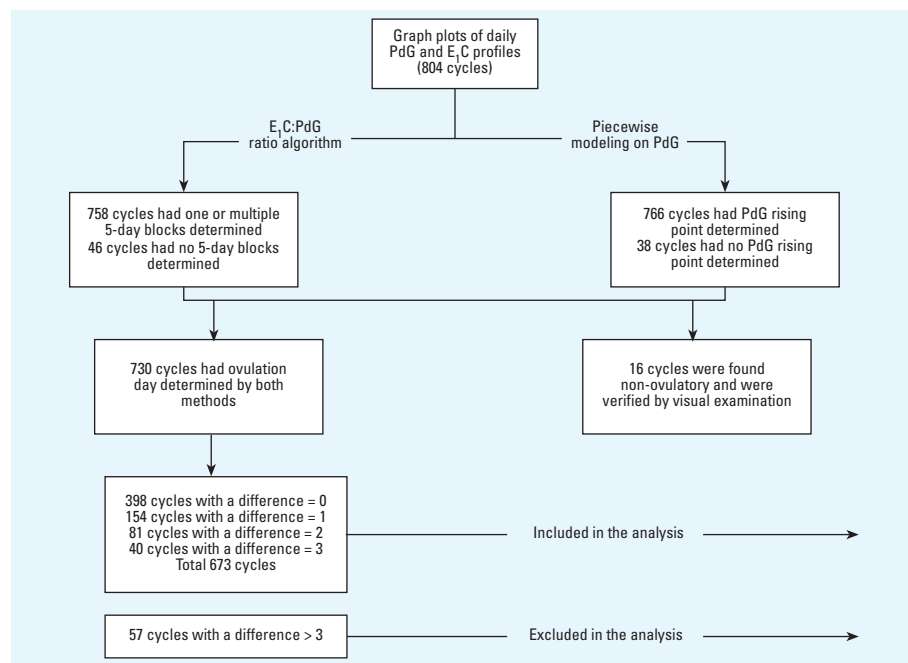 Graph plots of daily
PdG and E₁C profiles
(804 cycles)
E₁C:PdG
ratio algorithm
Piecewise
modeling on PdG
758 cycles had one or multiple
5-day blocks determined
46 cycles had no 5-day blocks
determined
766 cycles had PdG rising
point determined
38 cycles had no PdG rising
point determined
730 cycles had ovulation
day determined by both
methods
16 cycles were found
non-ovulatory and were
verified by visual examination
398 cycles with a difference = 0
154 cycles with a difference = 1
81 cycles with a difference = 2
40 cycles with a difference = 3
Total 673 cycles
Included in the analysis
57 cycles with a difference > 3
Excluded in the analysis